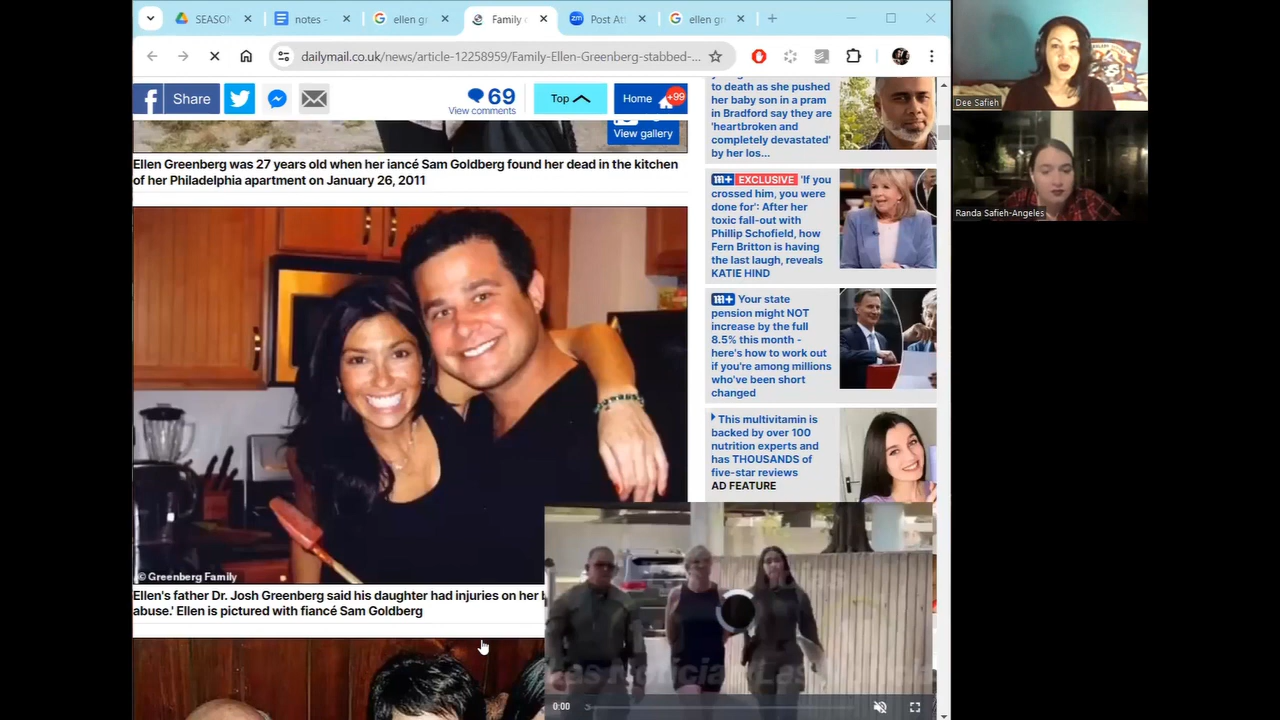 SEASON
notes -
ellen gr
Family o
Post Att
ellen gr
dailymail.co.uk/news/article-12258959/Family-Ellen-Greenberg-stabbed-...
Share
69
View comments
Top
Home
+99
View gallery
Ellen Greenberg was 27 years old when her iancé Sam Goldberg found her dead in the kitchen
of her Philadelphia apartment on January 26, 2011
© Greenberg Family
Ellen's father Dr. Josh Greenberg said his daughter had injuries on her
abuse.' Ellen is pictured with fiancé Sam Goldberg
to death as she pushed
her baby son in a pram
in Bradford say they are
'heartbroken and
completely devastated'
by her los...
EXCLUSIVE 'If you
crossed him, you were
done for': After her
toxic fall-out with
Phillip Schofield, how
Fern Britton is having
the last laugh, reveals
KATIE HIND
Your state
pension might NOT
increase by the full
8.5% this month -
here's how to work out
if you're among millions
who've been short
changed
This multivitamin is
backed by over 100
nutrition experts and
has THOUSANDS of
five-star reviews
AD FEATURE
0:00
Dee Safieh
Randa Safieh-Angeles